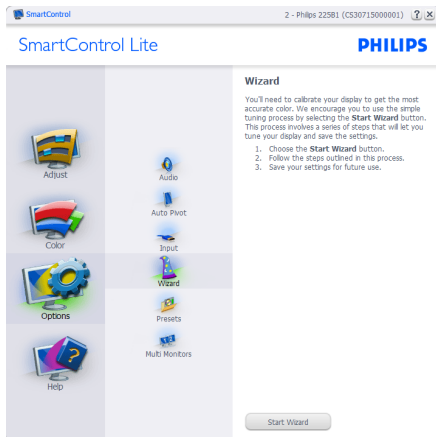 SmartControl
2 - Philips 225B1 (CS30715000001)
SmartControl Lite
PHILIPS
Adjust
Color
Options
Help
Audio
Auto Pivot
Input
Wizard
Presets
Multi Monitors
Wizard
You'll need to calibrate your display to get the most
accurate color. We encourage you to use the simple
tuning process by selecting the Start Wizard button.
This process involves a series of steps that will let you
tune your display and save the settings.
1. Choose the Start Wizard button.
2. Follow the steps outlined in this process.
3. Save your settings for future use.
Start Wizard